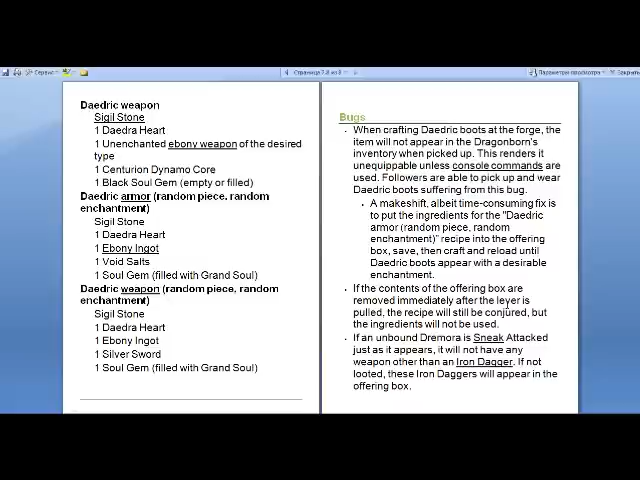 Сервис
Страница 7-8 из 8
Параметры просмотра
Закрыть
Daedric weapon
Sigil Stone
1 Daedra Heart
1 Unenchanted ebony weapon of the desired
type
1 Centurion Dynamo Core
1 Black Soul Gem (empty or filled)
Daedric armor (random piece, random
enchantment)
Sigil Stone
1 Daedra Heart
1 Ebony Ingot
1 Void Salts
1 Soul Gem (filled with Grand Soul)
Daedric weapon (random piece, random
enchantment)
Sigil Stone
1 Daedra Heart
1 Ebony Ingot
1 Silver Sword
1 Soul Gem (filled with Grand Soul)
Bugs
When crafting Daedric boots at the forge, the
item will not appear in the Dragonborn's
inventory when picked up. This renders it
unequippable unless console commands are
used. Followers are able to pick up and wear
Daedric boots suffering from this bug.
A makeshift, albeit time-consuming fix is
to put the ingredients for the "Daedric
armor (random piece, random
enchantment)" recipe into the offering
box, save, then craft and reload until
Daedric boots appear with a desirable
enchantment.
If the contents of the offering box are
removed immediately after the lever is
pulled, the recipe will still be conjured, but
the ingredients will not be used.
If an unbound Dremora is Sneak Attacked
just as it appears, it will not have any
weapon other than an Iron Dagger. If not
looted, these Iron Daggers will appear in the
offering box.